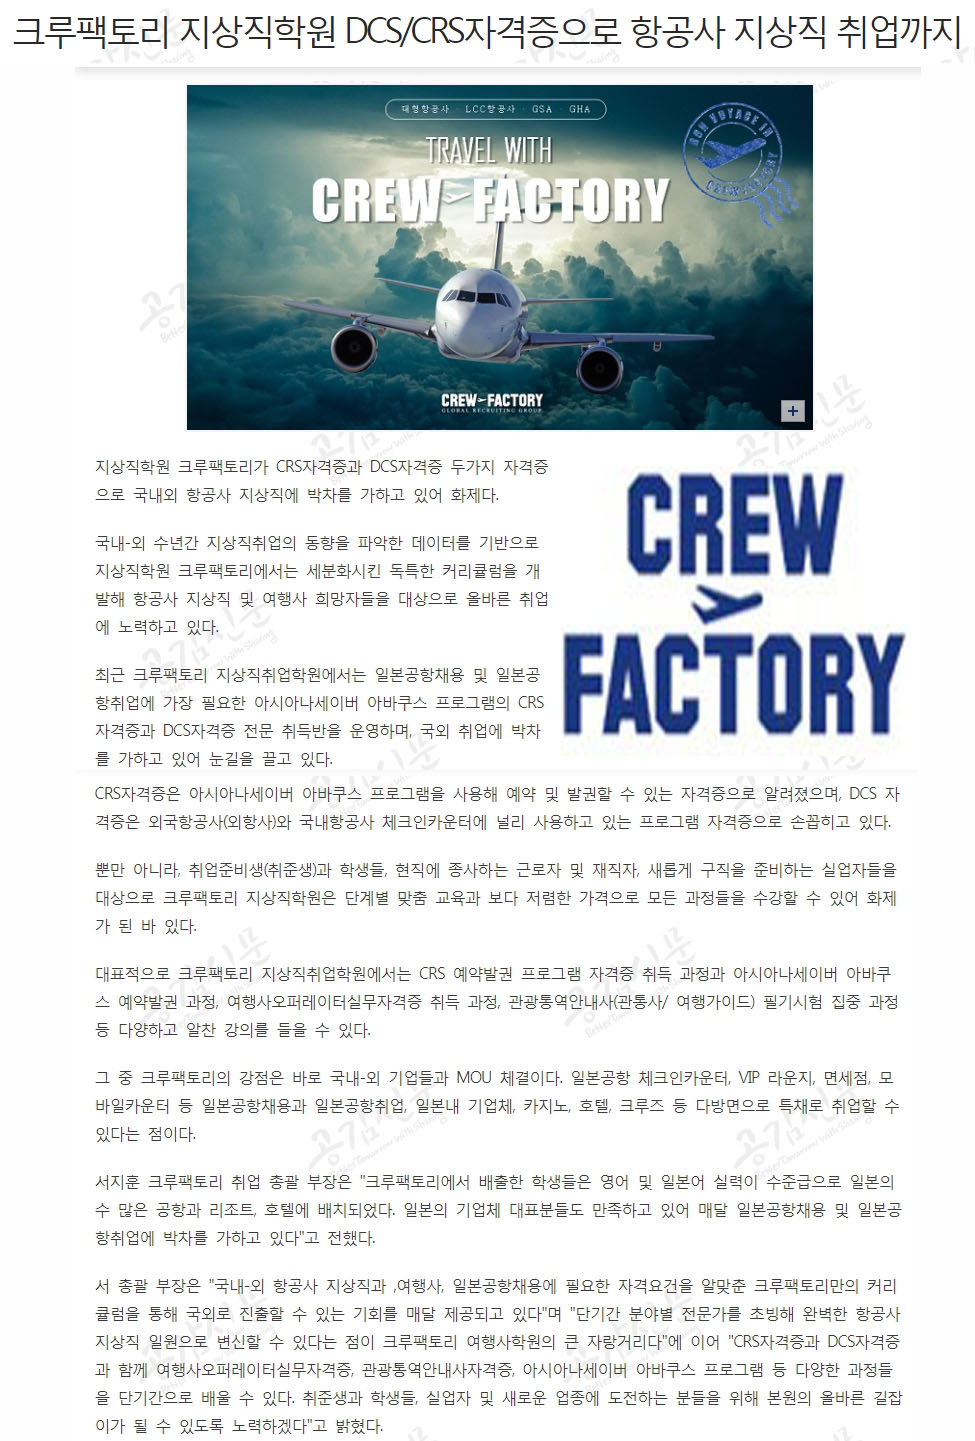 크루팩토리 지상직학원 DCS/CRS자격증으로 항공사 지상직 취업까지
대형항공사 · LCC항공사 · GSA · GHA
TRAVEL WITH
CREW FACTORY
BON VOYAGE IN
CREWFACTORY
CREW FACTORY
GLOBAL RECRUITING GROUP
지상직학원 크루팩토리가 CRS자격증과 DCS자격증 두가지 자격증
으로 국내외 항공사 지상직에 박차를 가하고 있어 화제다.
CREW
FACTORY
국내-외 수년간 지상직취업의 동향을 파악한 데이터를 기반으로
지상직학원 크루팩토리에서는 세분화시킨 독특한 커리큘럼을 개
발해 항공사 지상직 및 여행사 희망자들을 대상으로 올바른 취업
에 노력하고 있다.
최근 크루팩토리 지상직취업학원에서는 일본공항채용 및 일본공
항취업에 가장 필요한 아시아나세이버 아바쿠스 프로그램의 CRS
자격증과 DCS자격증 전문 취득반을 운영하며, 국외 취업에 박차
를 가하고 있어 눈길을 끌고 있다.
CRS자격증은 아시아나세이버 아바쿠스 프로그램을 사용해 예약 및 발권할 수 있는 자격증으로 알려졌으며, DCS 자
격증은 외국항공사(외항사)와 국내항공사 체크인카운터에 널리 사용하고 있는 프로그램 자격증으로 손꼽히고 있다.
뿐만 아니라, 취업준비생(취준생)과 학생들, 현직에 종사하는 근로자 및 재직자, 새롭게 구직을 준비하는 실업자들을
대상으로 크루팩토리 지상직학원은 단계별 맞춤 교육과 보다 저렴한 가격으로 모든 과정들을 수강할 수 있어 화제
가 된 바 있다.
대표적으로 크루팩토리 지상직취업학원에서는 CRS 예약발권 프로그램 자격증 취득 과정과 아시아나세이버 아바쿠
스 예약발권 과정, 여행사오퍼레이터실무자격증 취득 과정, 관광통역안내사(관통사/ 여행가이드) 필기시험 집중 과정
등 다양하고 알찬 강의를 들을 수 있다.
그 중 크루팩토리의 강점은 바로 국내-외 기업들과 MOU 체결이다. 일본공항 체크인카운터, VIP 라운지, 면세점, 모
바일카운터 등 일본공항채용과 일본공항취업, 일본내 기업체, 카지노, 호텔, 크루즈 등 다방면으로 특채로 취업할 수
있다는 점이다.
서지훈 크루팩토리 취업 총괄 부장은 "크루팩토리에서 배출한 학생들은 영어 및 일본어 실력이 수준급으로 일본의
수 많은 공항과 리조트, 호텔에 배치되었다. 일본의 기업체 대표분들도 만족하고 있어 매달 일본공항채용 및 일본공
항취업에 박차를 가하고 있다"고 전했다.
서 총괄 부장은 "국내-외 항공사 지상직과 ,여행사, 일본공항채용에 필요한 자격요건을 알맞춘 크루팩토리만의 커리
큘럼을 통해 국외로 진출할 수 있는 기회를 매달 제공되고 있다"며 "단기간 분야별 전문가를 초빙해 완벽한 항공사
지상직 일원으로 변신할 수 있다는 점이 크루팩토리 여행사학원의 큰 자랑거리다"에 이어 "CRS자격증과 DCS자격증
과 함께 여행사오퍼레이터실무자격증, 관광통역안내사자격증, 아시아나세이버 아바쿠스 프로그램 등 다양한 과정들
을 단기간으로 배울 수 있다. 취준생과 학생들, 실업자 및 새로운 업종에 도전하는 분들을 위해 본원의 올바른 길잡
이가 될 수 있도록 노력하겠다"고 밝혔다.
공감신문
Better Tomorrow With Sharing